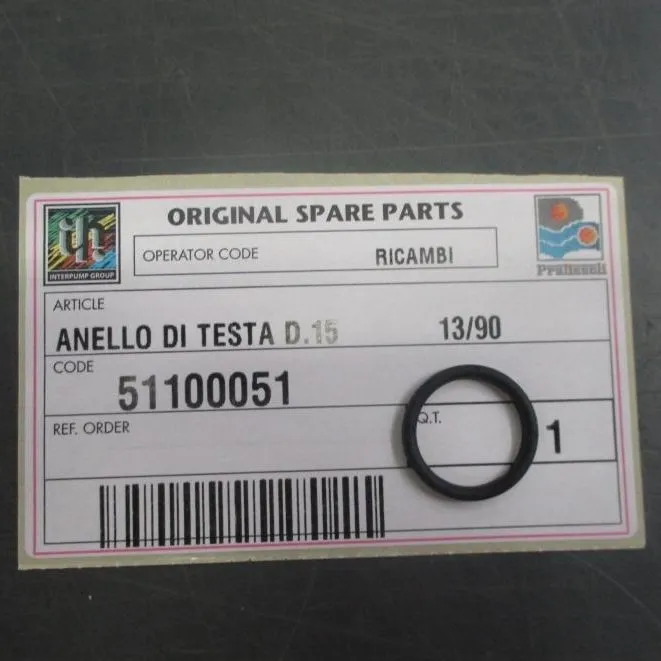 ORIGINAL SPARE PARTS
INTERPUMP GROUP
OPERATOR CODE RICAMBI
Pratissoli
ARTICLE
ANELLO DI TESTA D.15 13/90
CODE
51100051
REF. ORDER
Q.T. 1